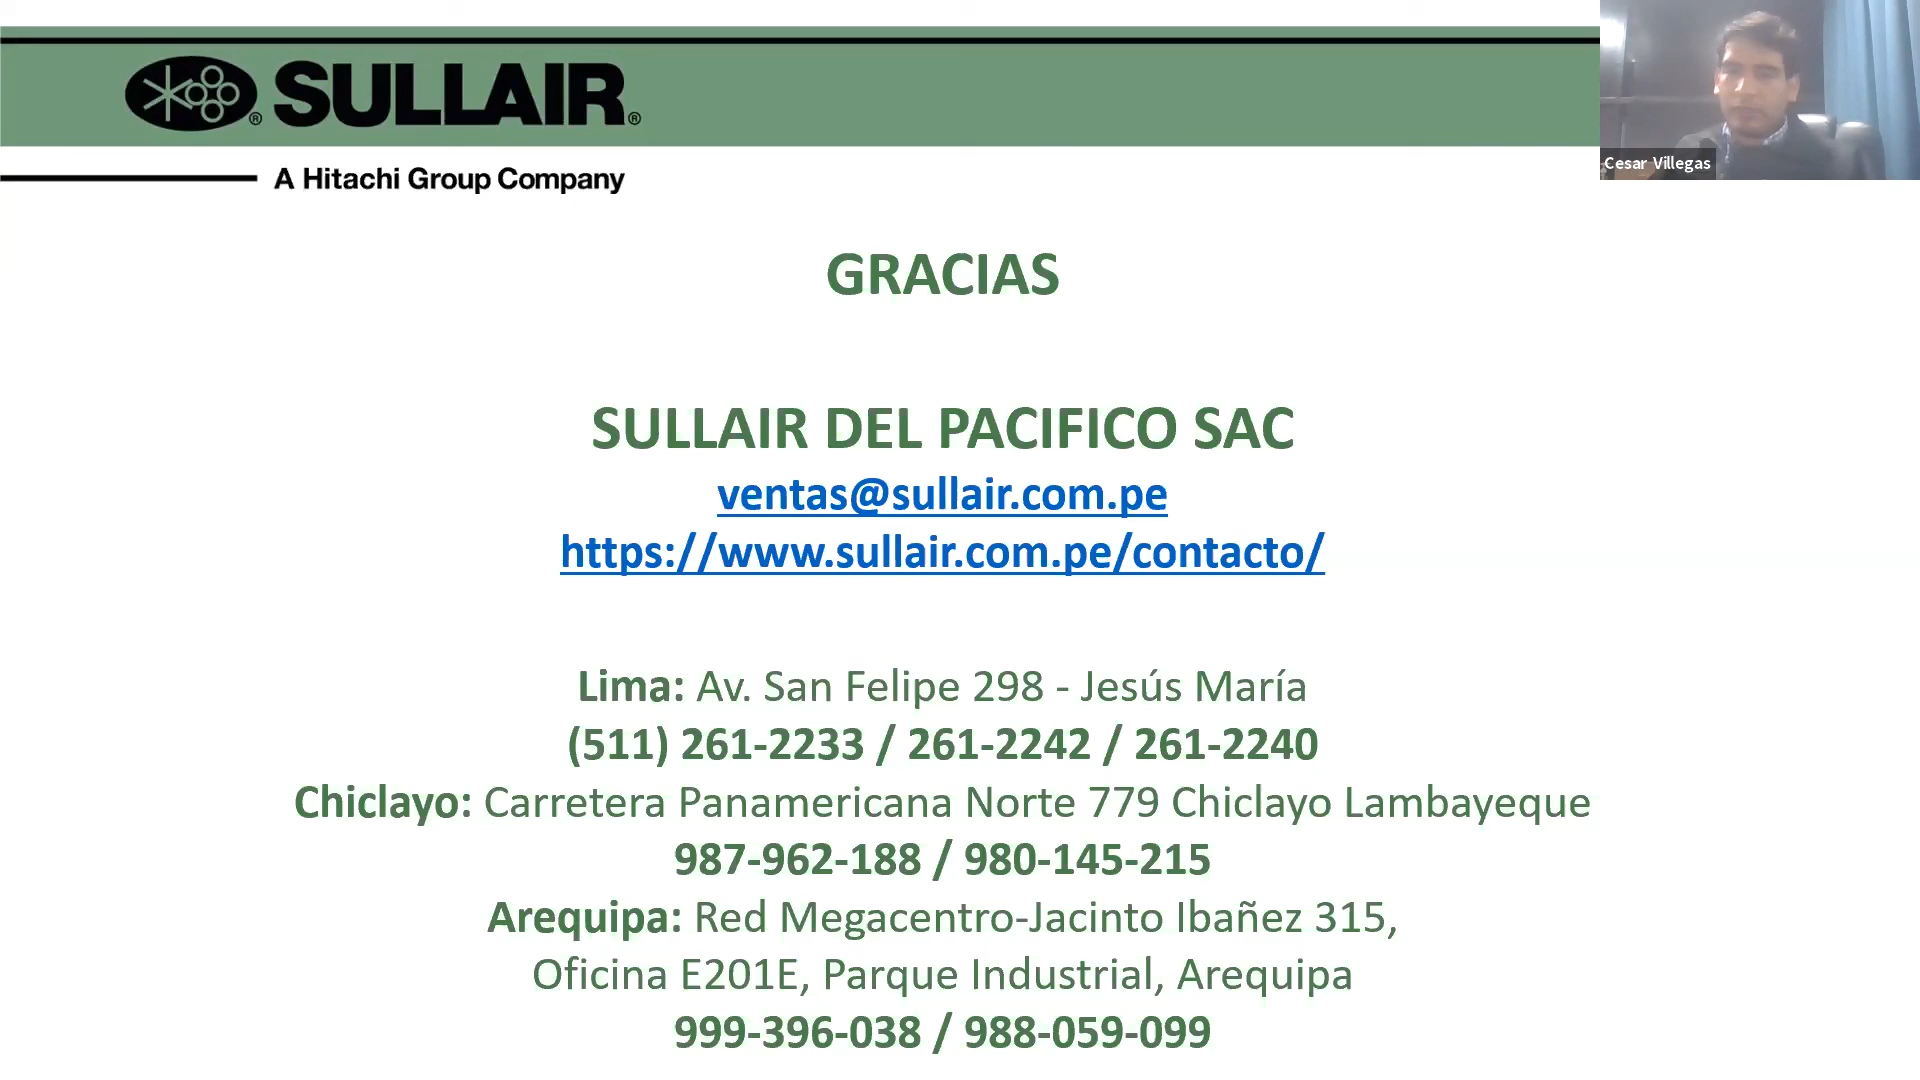 SULLAIR
A Hitachi Group Company
Cesar Villegas
GRACIAS
SULLAIR DEL PACIFICO SAC
ventas@sullair.com.pe
https://www.sullair.com.pe/contacto/
Lima: Av. San Felipe 298 - Jesús María
(511) 261-2233 / 261-2242 / 261-2240
Chiclayo: Carretera Panamericana Norte 779 Chiclayo Lambayeque
987-962-188 / 980-145-215
Arequipa: Red Megacentro-Jacinto Ibañez 315,
Oficina E201E, Parque Industrial, Arequipa
999-396-038 / 988-059-099